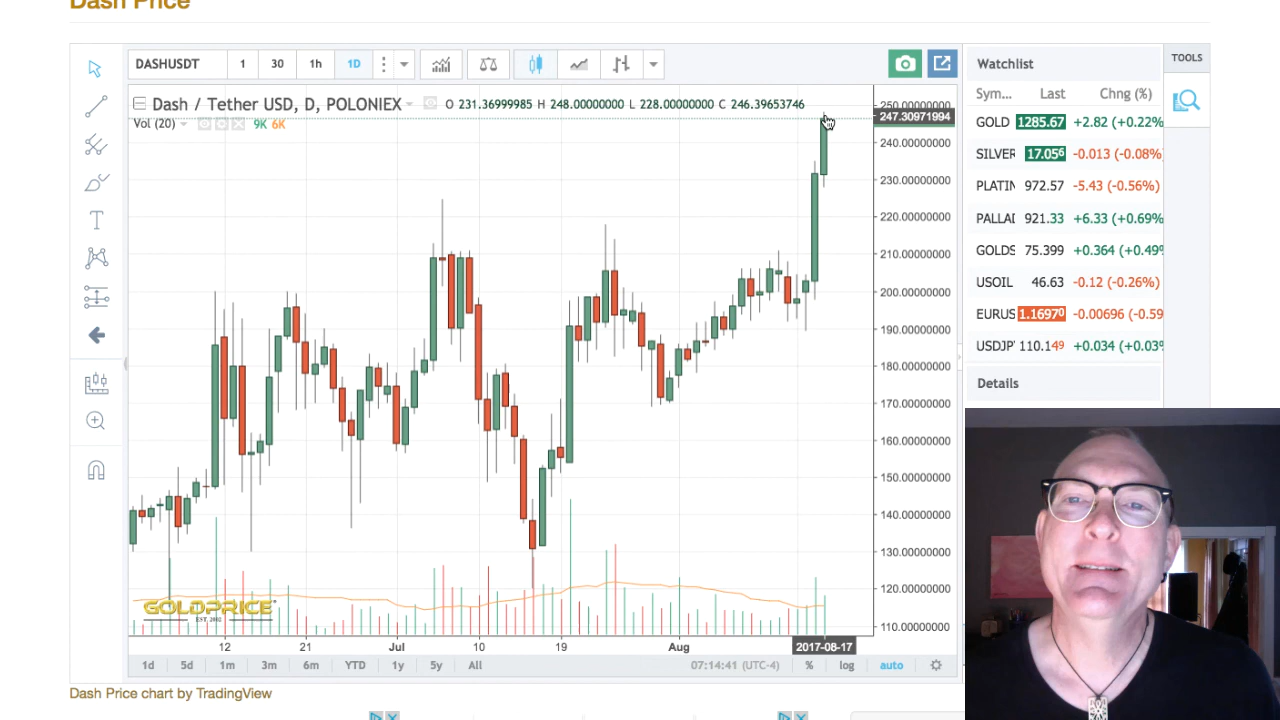 Dash Price
DASHUSDT 1 30 1h 1D
Dash / Tether USD, D, POLONIEX O 231.36999985 H 248.00000000 L 228.00000000 C 246.39653746
Vol (20) 9K 6K
250.00000000
247.30971994
240.00000000
230.00000000
220.00000000
210.00000000
200.00000000
190.00000000
180.00000000
170.00000000
160.00000000
150.00000000
140.00000000
130.00000000
120.00000000
110.00000000
GOLDPRICE
EST. 2002
12 21 Jul 10 19 Aug 2017-08-17
1d 5d 1m 3m 6m YTD 1y 5y All 07:14:41 (UTC-4) % log auto
Dash Price chart by TradingView
Watchlist
Sym... Last Chng (%)
GOLD 1285.67 +2.82 (+0.22%
SILVER 17.056 -0.013 (-0.08%)
PLATIN 972.57 -5.43 (-0.56%)
PALLAI 921.33 +6.33 (+0.69%
GOLDS 75.399 +0.364 (+0.49%
USOIL 46.63 -0.12 (-0.26%)
EURUS 1.16970 -0.00696 (-0.59
USDJP 110.149 +0.034 (+0.03%
Details
TOOLS